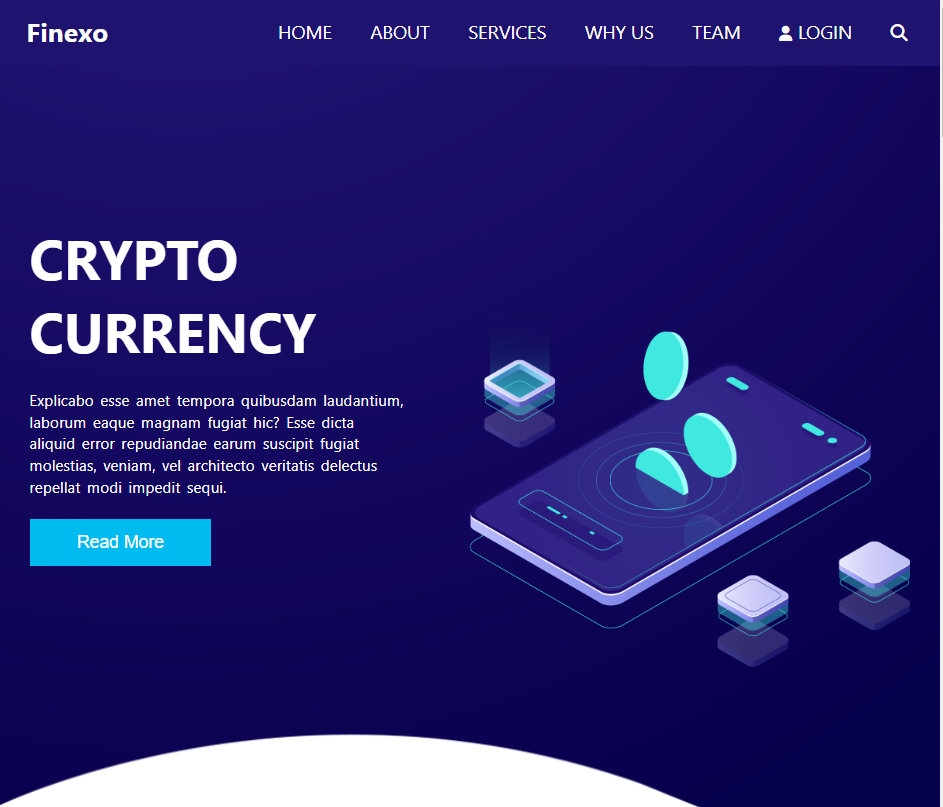 Finexo HOME ABOUT SERVICES WHY US TEAM LOGIN
CRYPTO
CURRENCY
Explicabo esse amet tempora quibusdam laudantium,
laborum eaque magnam fugiat hic? Esse dicta
aliquid error repudiandae earum suscipit fugiat
molestias, veniam, vel architecto veritatis delectus
repellat modi impedit sequi.
Read More